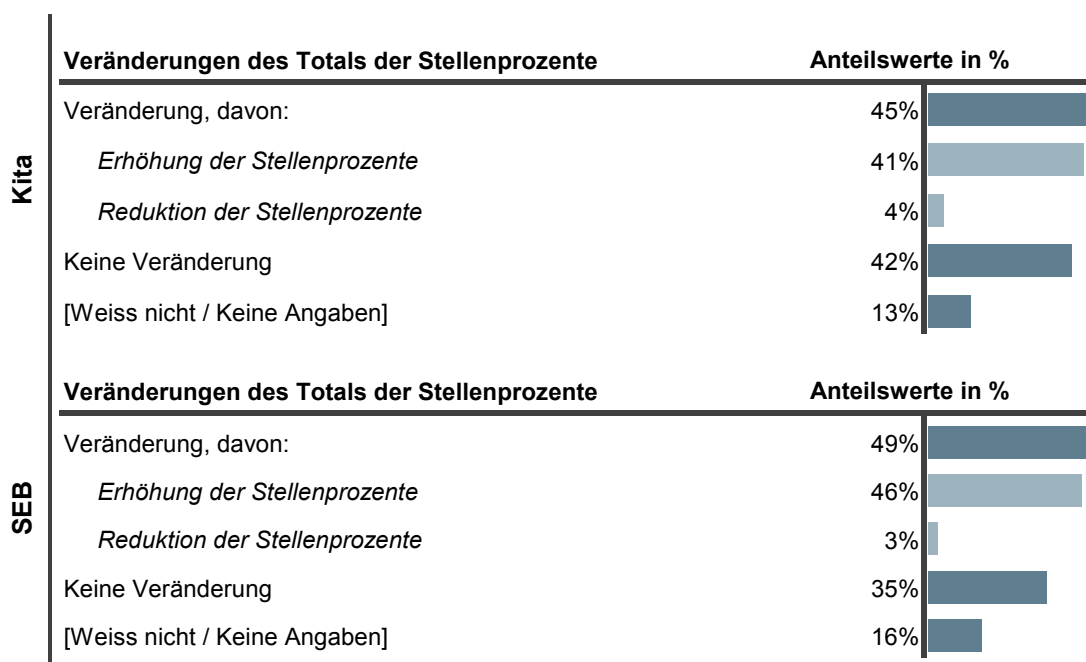 Kita
Veränderungen des Totals der Stellenprozente Anteilswerte in %
Veränderung, davon: 45%
Erhöhung der Stellenprozente 41%
Reduktion der Stellenprozente 4%
Keine Veränderung 42%
[Weiss nicht / Keine Angaben] 13%
SEB
Veränderungen des Totals der Stellenprozente Anteilswerte in %
Veränderung, davon: 49%
Erhöhung der Stellenprozente 46%
Reduktion der Stellenprozente 3%
Keine Veränderung 35%
[Weiss nicht / Keine Angaben] 16%